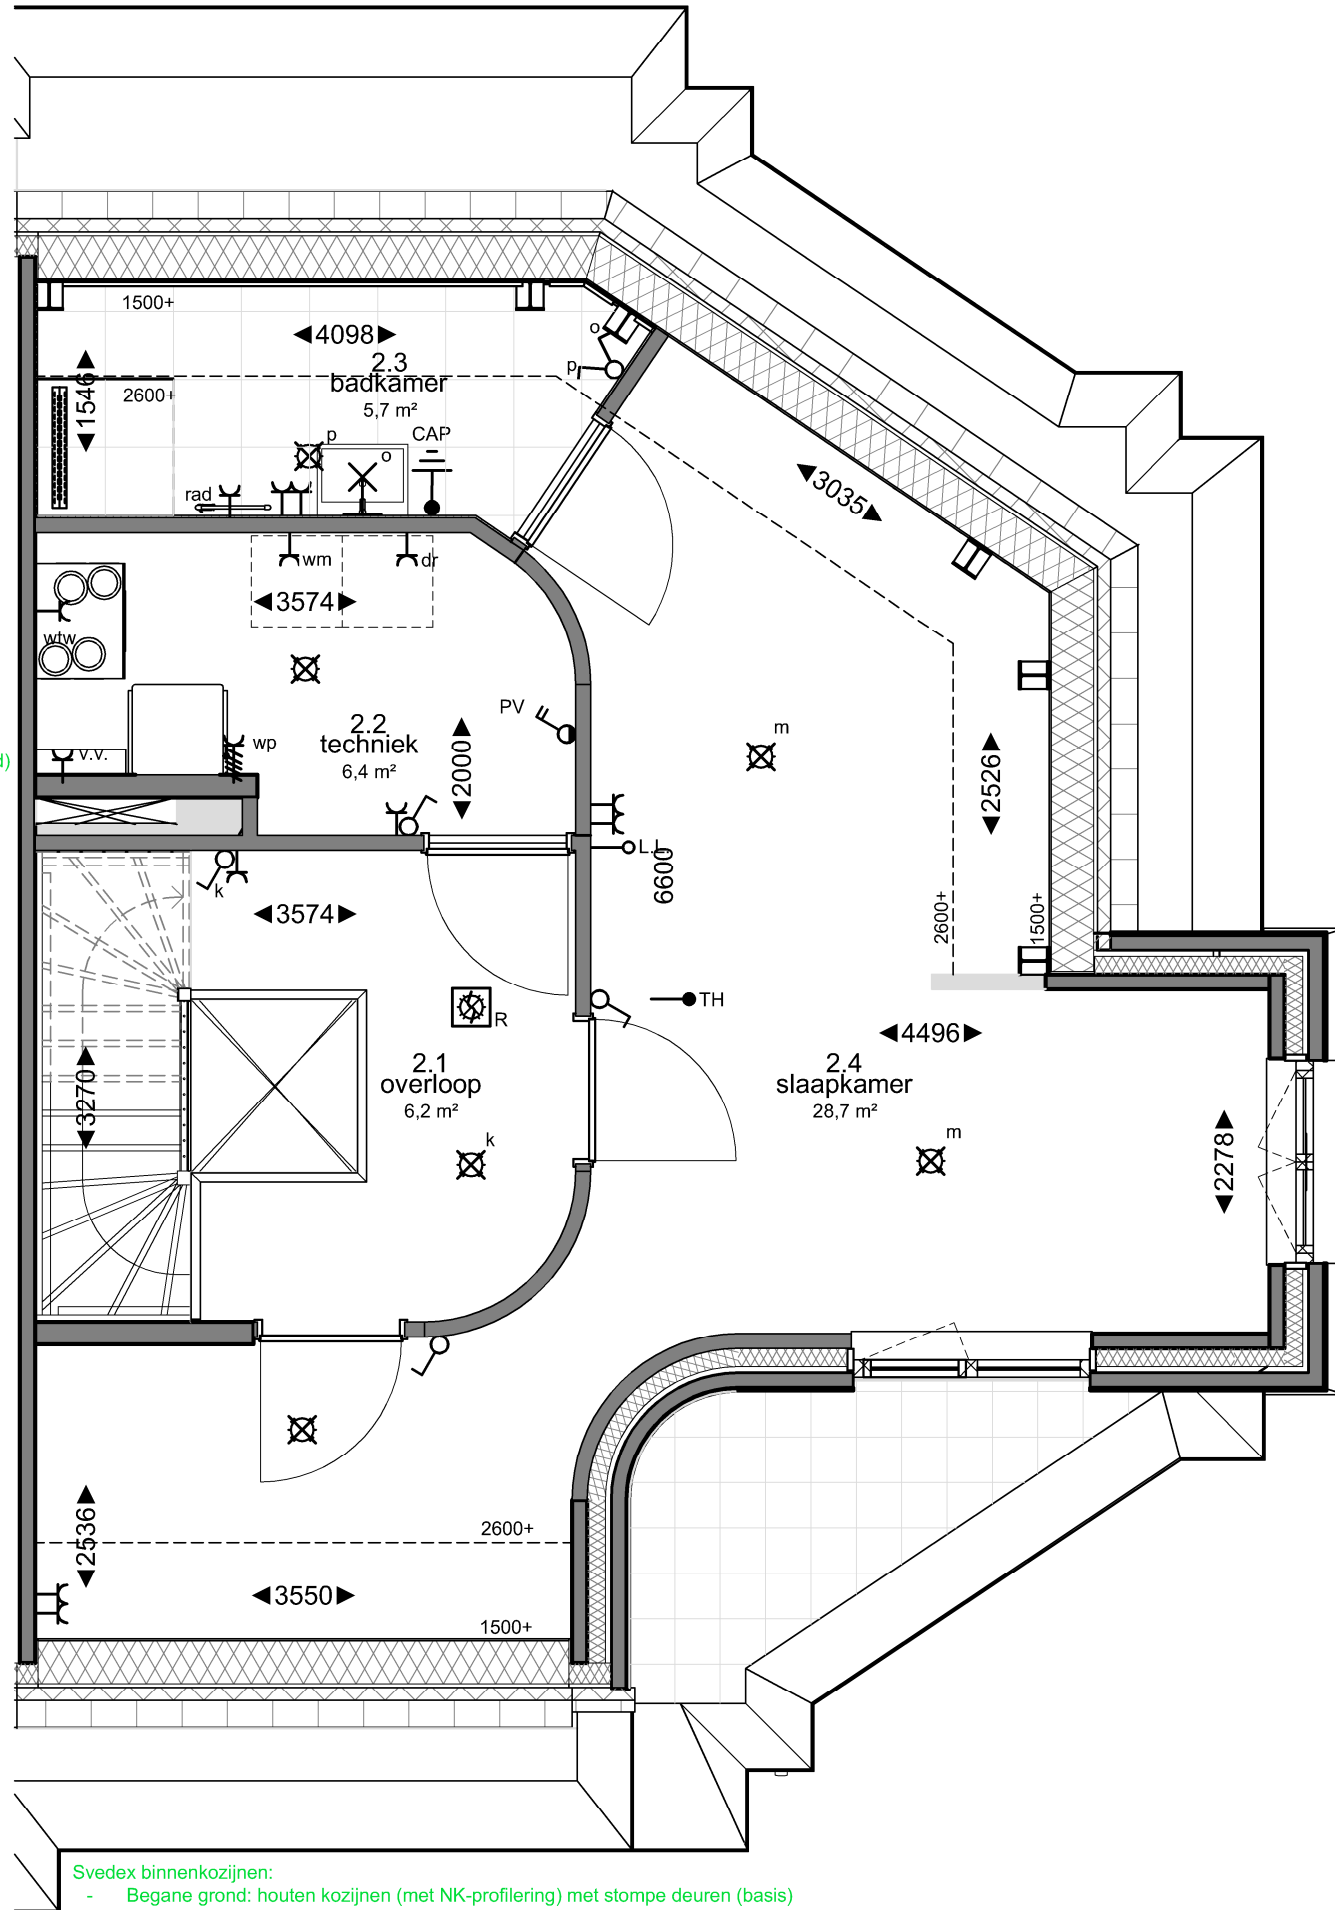 1500+
4098
o
2.3
badkamer
5,7 m²
p
1546
2600+
p
CAP
o
rad
3035
wm
dr
3574
wtw
PV
m
2.2
techniek
6,4 m²
wp
v.v.
d)
2000
2526
L.L.
6600
k
3574
2600+
1500+
TH
R
4496
2.1
overloop
6,2 m²
2.4
slaapkamer
28,7 m²
3270
k
m
2278
2600+
2536
3550
1500+
Svedex binnenkozijnen:
- Begane grond: houten kozijnen (met NK-profilering) met stompe deuren (basis)